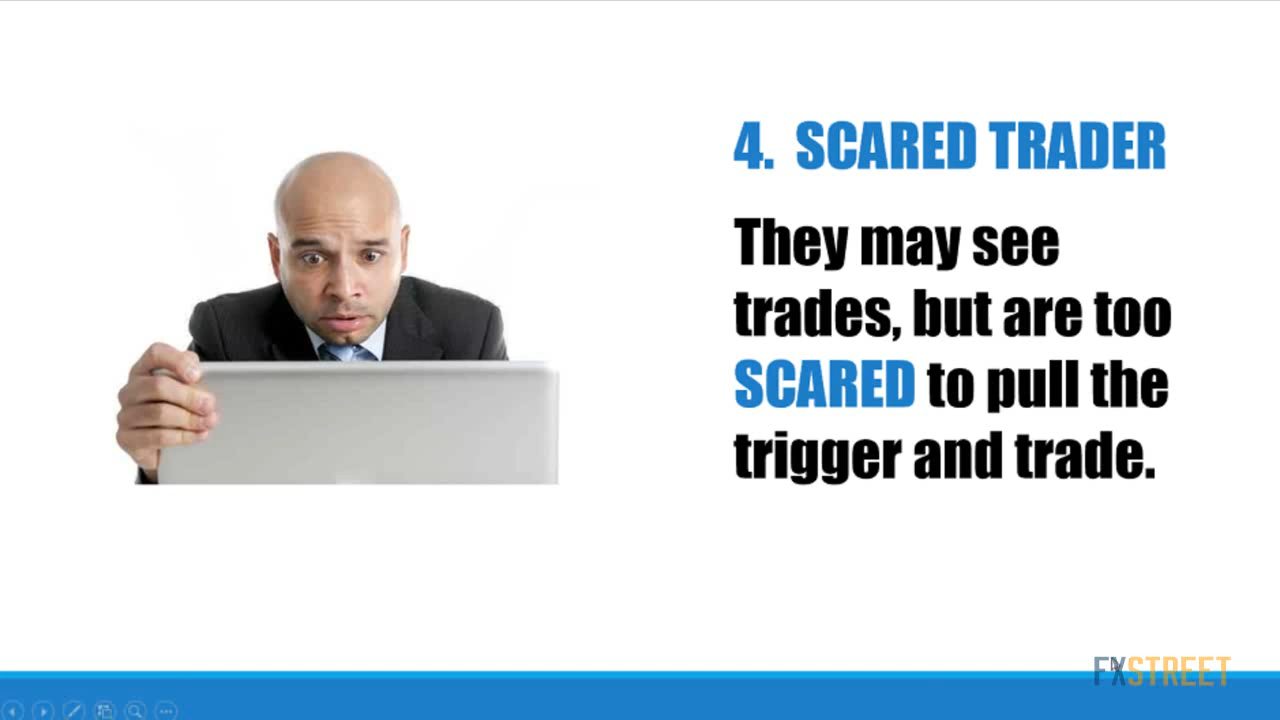 4. SCARED TRADER
They may see
trades, but are too
SCARED to pull the
trigger and trade.
FXSTREET